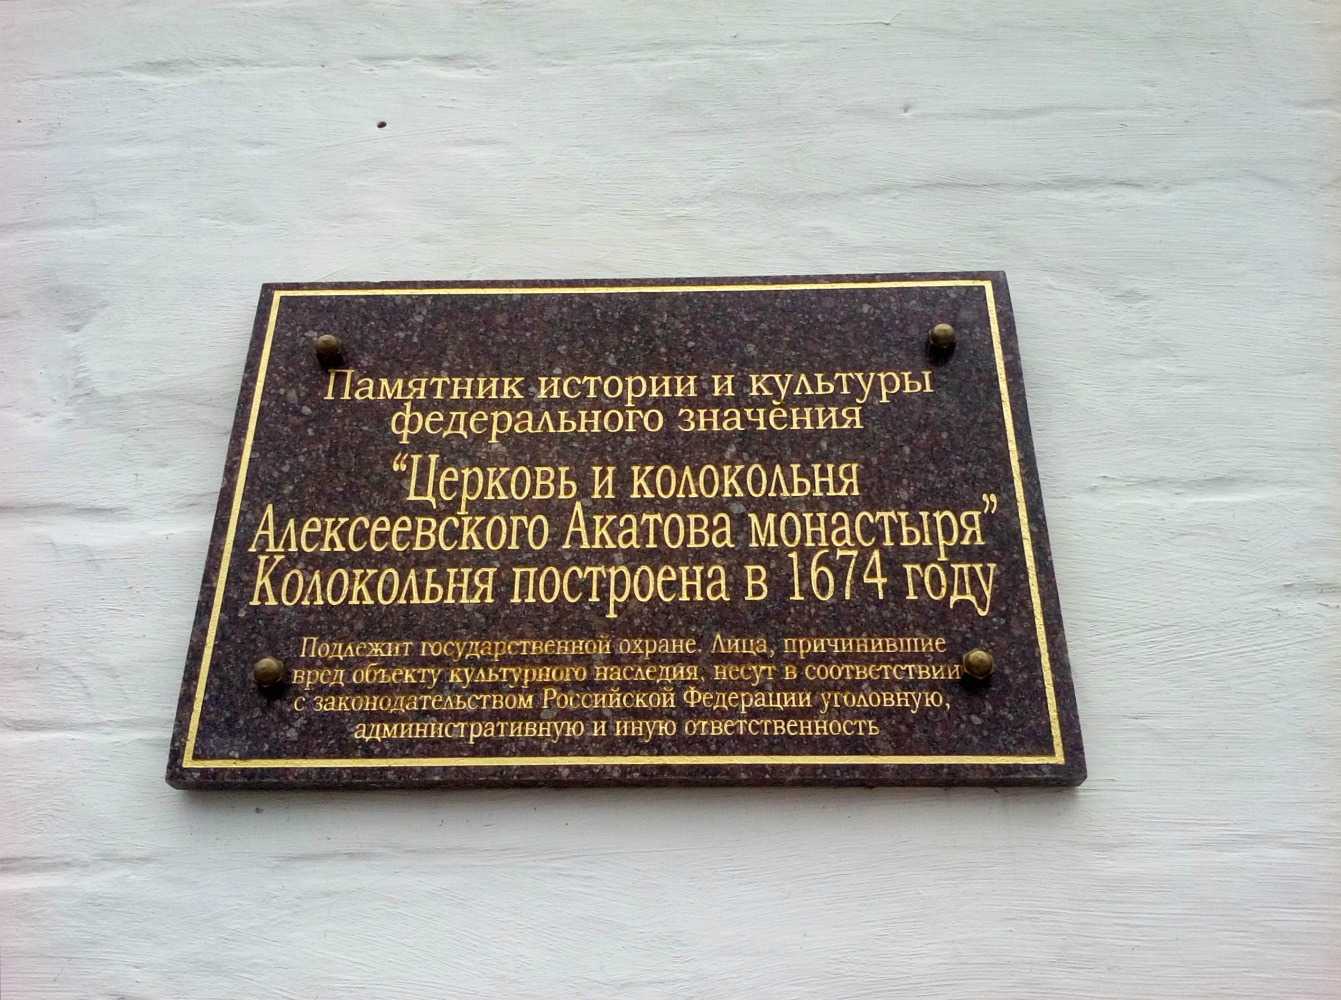 Памятник истории и культуры
федерального значения
“Церковь и колокольня
Алексеевского Акатова монастыря”
Колокольня построена в 1674 году
Подлежит государственной охране. Лица, причинившие
вред объекту культурного наследия, несут в соответствии
с законодательством Российской Федерации уголовную,
административную и иную ответственность